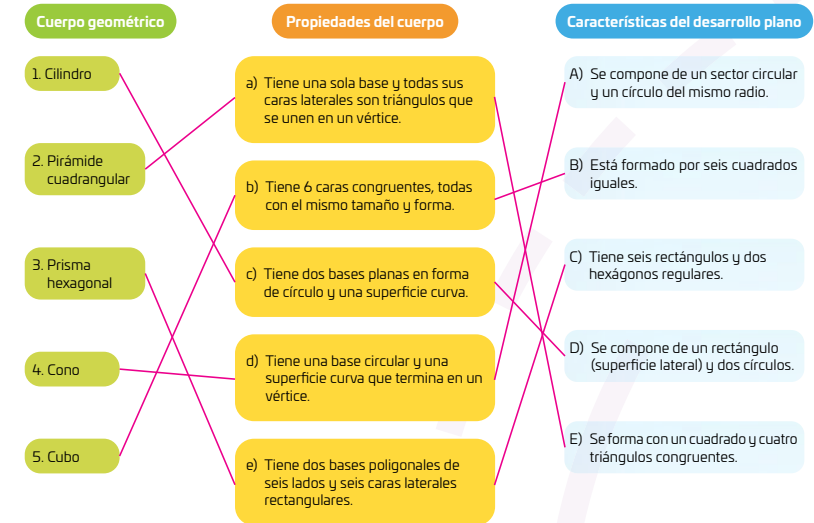 Cuerpo geométrico
Propiedades del cuerpo
Características del desarrollo plano
1. Cilindro
2. Pirámide
cuadrangular
3. Prisma
hexagonal
4. Cono
5. Cubo
a) Tiene una sola base y todas sus
caras laterales son triángulos que
se unen en un vértice.
b) Tiene 6 caras congruentes, todas
con el mismo tamaño y forma.
c) Tiene dos bases planas en forma
de círculo y una superficie curva.
d) Tiene una base circular y una
superficie curva que termina en un
vértice.
e) Tiene dos bases poligonales de
seis lados y seis caras laterales
rectangulares.
A) Se compone de un sector circular
y un círculo del mismo radio.
B) Está formado por seis cuadrados
iguales.
C) Tiene seis rectángulos y dos
hexágonos regulares.
D) Se compone de un rectángulo
(superficie lateral) y dos círculos.
E) Se forma con un cuadrado y cuatro
triángulos congruentes.